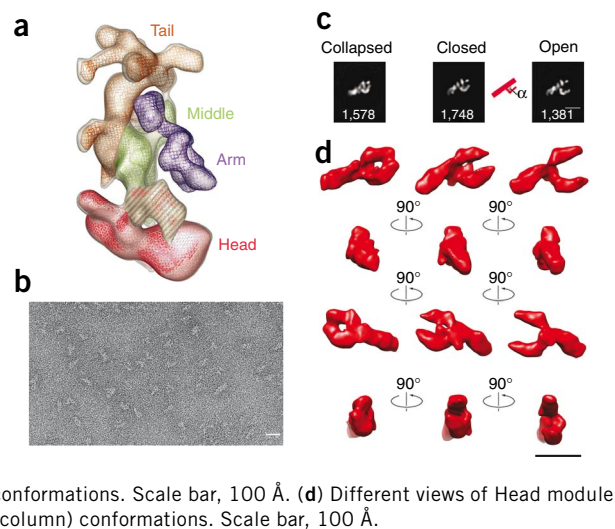 a
Tail
Middle
Arm
Head
b
c
Collapsed
Closed
Open
α
1,578
1,748
1,381
d
90°
90°
90°
90°
90°
90°
conformations. Scale bar, 100 Å. (d) Different views of Head module
column) conformations. Scale bar, 100 Å.